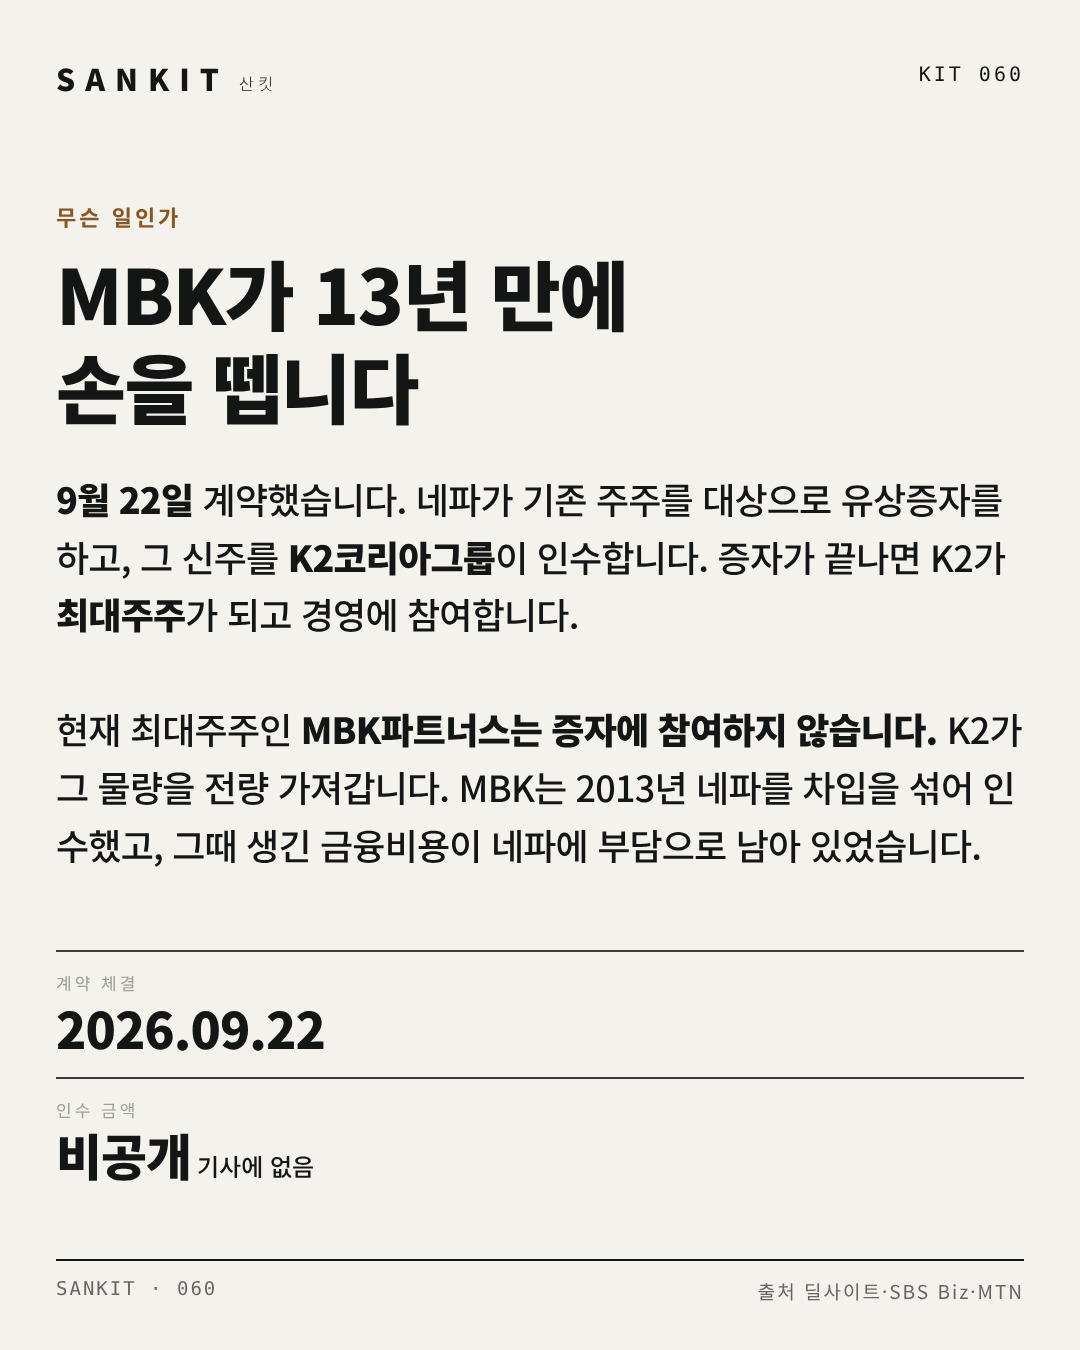 SANKIT 산킷
KIT 060
무슨 일인가
MBK가 13년 만에
손을 뗍니다
9월 22일 계약했습니다. 네파가 기존 주주를 대상으로 유상증자를
하고, 그 신주를 K2코리아그룹이 인수합니다. 증자가 끝나면 K2가
최대주주가 되고 경영에 참여합니다.
현재 최대주주인 MBK파트너스는 증자에 참여하지 않습니다. K2가
그 물량을 전량 가져갑니다. MBK는 2013년 네파를 차입을 섞어 인
수했고, 그때 생긴 금융비용이 네파에 부담으로 남아 있었습니다.
계약 체결
2026.09.22
인수 금액
비공개 기사에 없음
SANKIT · 060
출처 딜사이트·SBS Biz·MTN